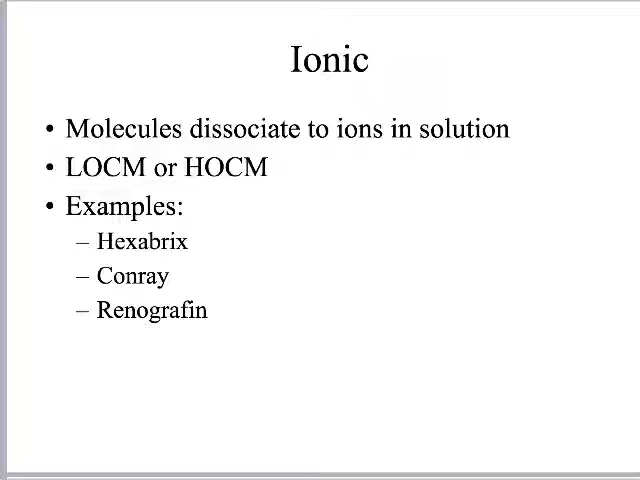 Ionic
• Molecules dissociate to ions in solution
• LOCM or HOCM
• Examples:
– Hexabrix
– Conray
– Renografin